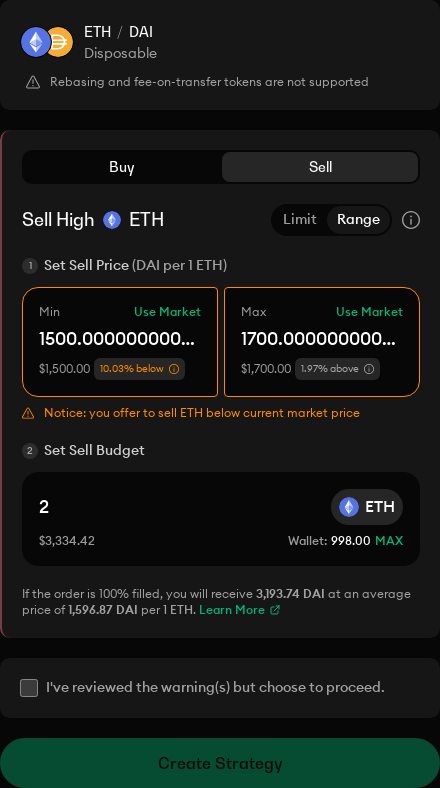 ETH / DAI
Disposable
Rebasing and fee-on-transfer tokens are not supported
Buy Sell
Sell High ETH Limit Range
1 Set Sell Price (DAI per 1 ETH)
Min Use Market Max Use Market
1500.000000000... 1700.000000000...
$1,500.00 10.03% below $1,700.00 1.97% above
Notice: you offer to sell ETH below current market price
2 Set Sell Budget
2 ETH
$3,334.42 Wallet: 998.00 MAX
If the order is 100% filled, you will receive 3,193.74 DAI at an average
price of 1,596.87 DAI per 1 ETH. Learn More
I've reviewed the warning(s) but choose to proceed.
Create Strategy